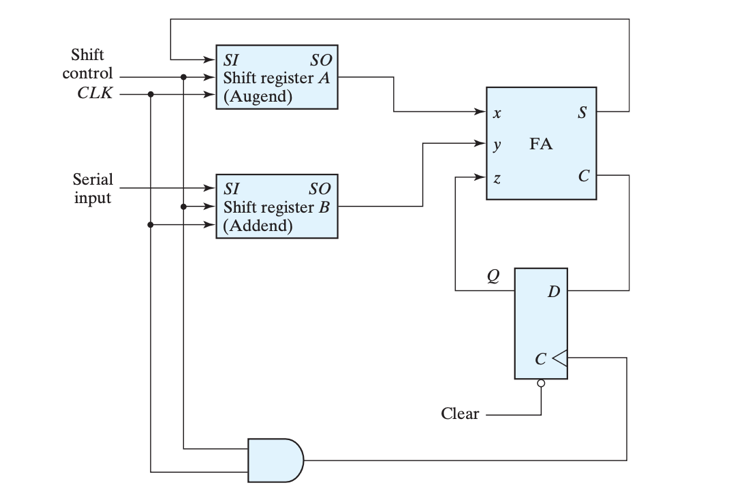 Shift
control
CLK
SI SO
Shift register A
(Augend)
x S
y FA
z C
Serial
input
SI SO
Shift register B
(Addend)
Q
D
C
Clear